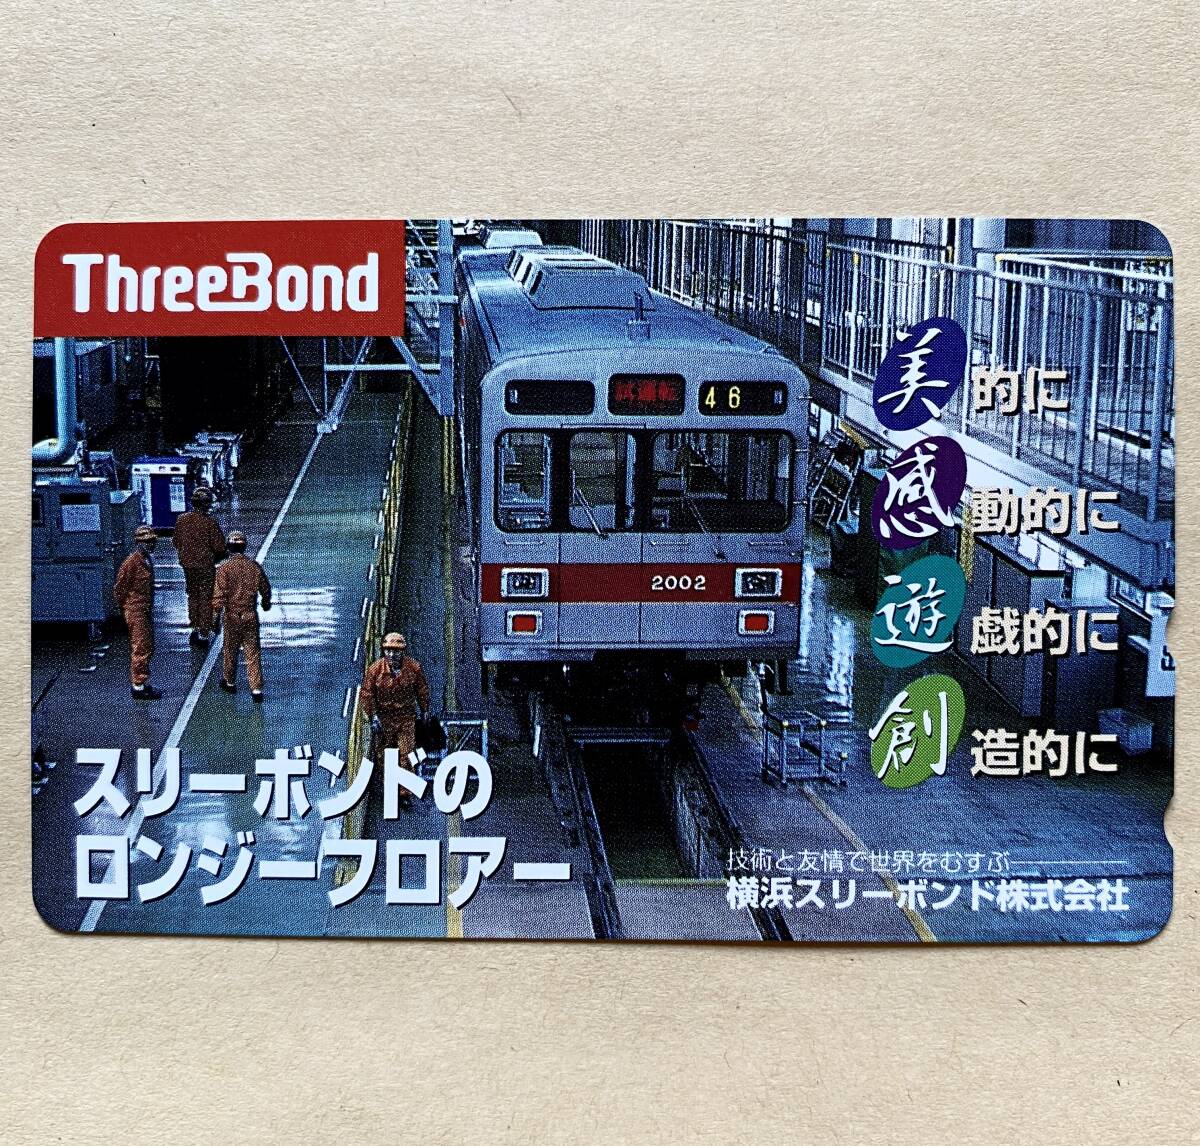 ThreeBond
試運転
46
2002
美的に
感動的に
遊戯的に
創造的に
スリーボンドの
ロンジーフロアー
技術と友情で世界をむすぶ
横浜スリーボンド株式会社